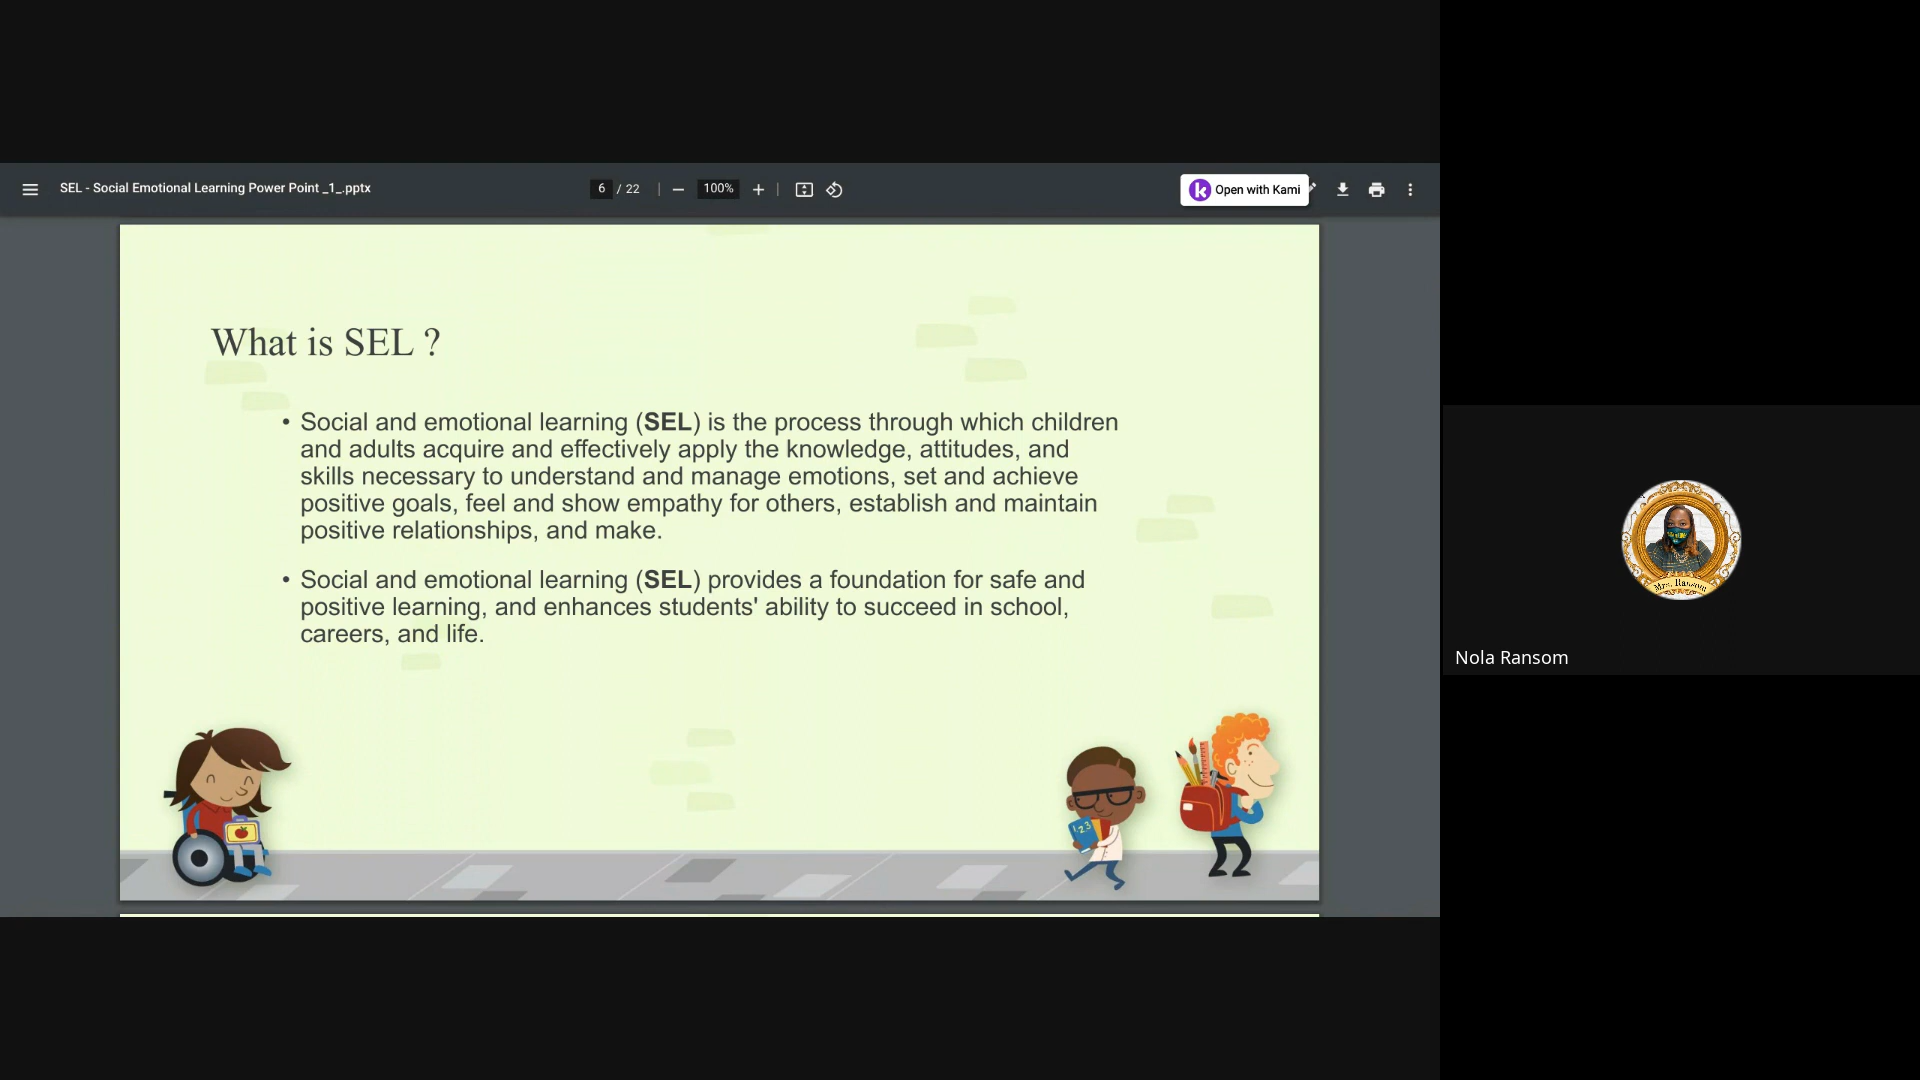 SEL - Social Emotional Learning Power Point _1_.pptx
6 / 22
100%
Open with Kami
What is SEL ?
• Social and emotional learning (SEL) is the process through which children
and adults acquire and effectively apply the knowledge, attitudes, and
skills necessary to understand and manage emotions, set and achieve
positive goals, feel and show empathy for others, establish and maintain
positive relationships, and make.
• Social and emotional learning (SEL) provides a foundation for safe and
positive learning, and enhances students' ability to succeed in school,
careers, and life.
123
Mrs. Ransom
Nola Ransom